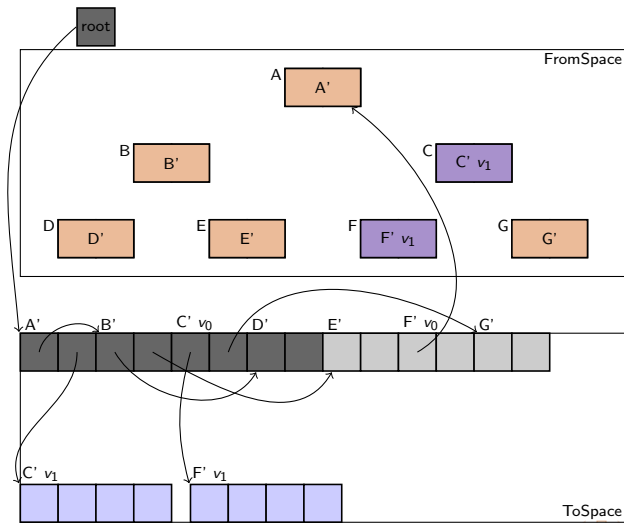 root
FromSpace
A
A'
B
B'
C
C' v₁
D
D'
E
E'
F
F' v₁
G
G'
A'
B'
C' v₀
D'
E'
F' v₀
G'
C' v₁
F' v₁
ToSpace